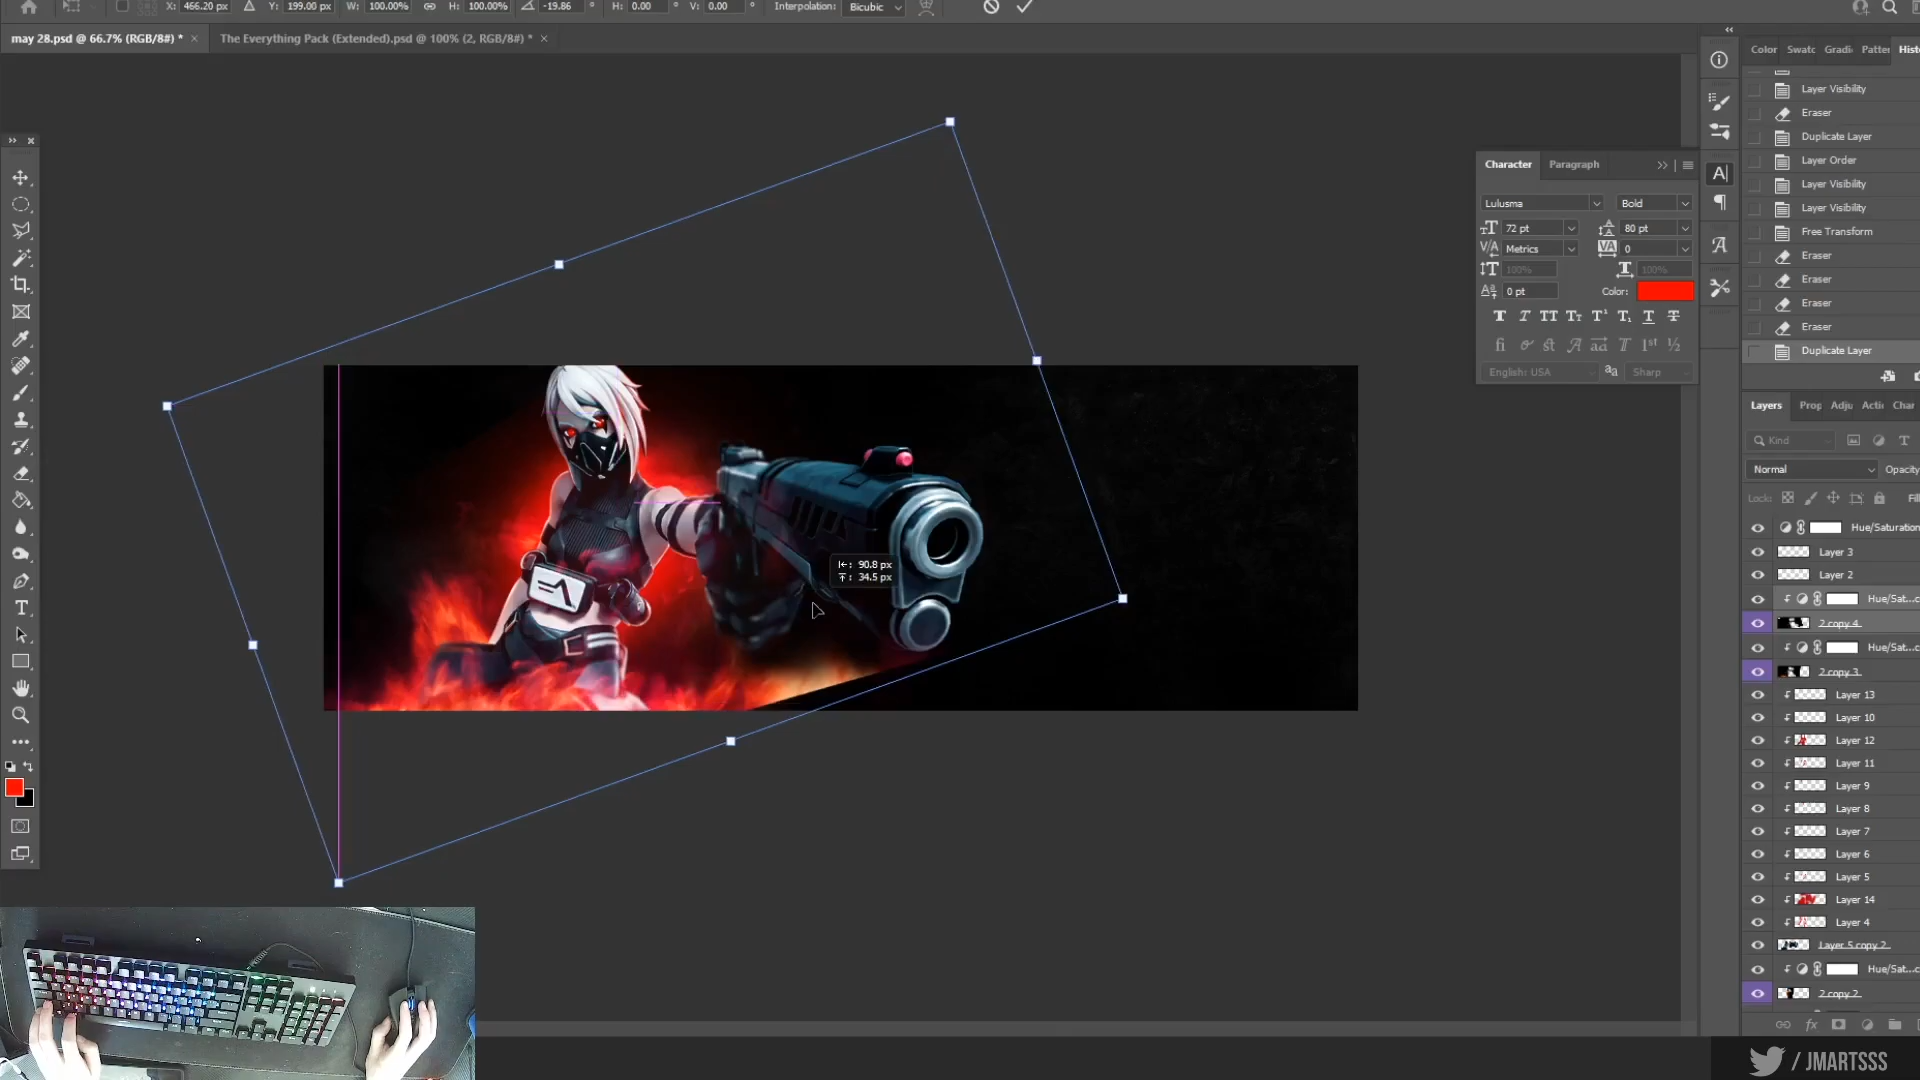 X: 466.20 px Y: 199.00 px W: 100.00% H: 100.00% -19.86 ° H: 0.00 ° V: 0.00 ° Interpolation: Bicubic
may 28.psd @ 66.7% (RGB/8#) * × The Everything Pack (Extended).psd @ 100% (2, RGB/8#) * ×
Color Swatc Gradi Patter Hist
Layer Visibility
Eraser
Duplicate Layer
Layer Order
Layer Visibility
Layer Visibility
Free Transform
Eraser
Eraser
Eraser
Eraser
Duplicate Layer
Character Paragraph
Lulusma Bold
72 pt 80 pt
Metrics 0
100% 100%
0 pt Color:
English: USA Sharp
90.8 px
34.5 px
Layers Prop Adju Acti Char
Kind
Normal Opacity
Lock: Fil
Hue/Saturation
Layer 3
Layer 2
Hue/Sat...c
2 copy 4
Hue/Sat...c
2 copy 3
Layer 13
Layer 10
Layer 12
Layer 11
Layer 9
Layer 8
Layer 7
Layer 6
Layer 5
Layer 14
Layer 4
Layer 5 copy 2
Hue/Sat...c
2 copy 2
/ JMARTSSS